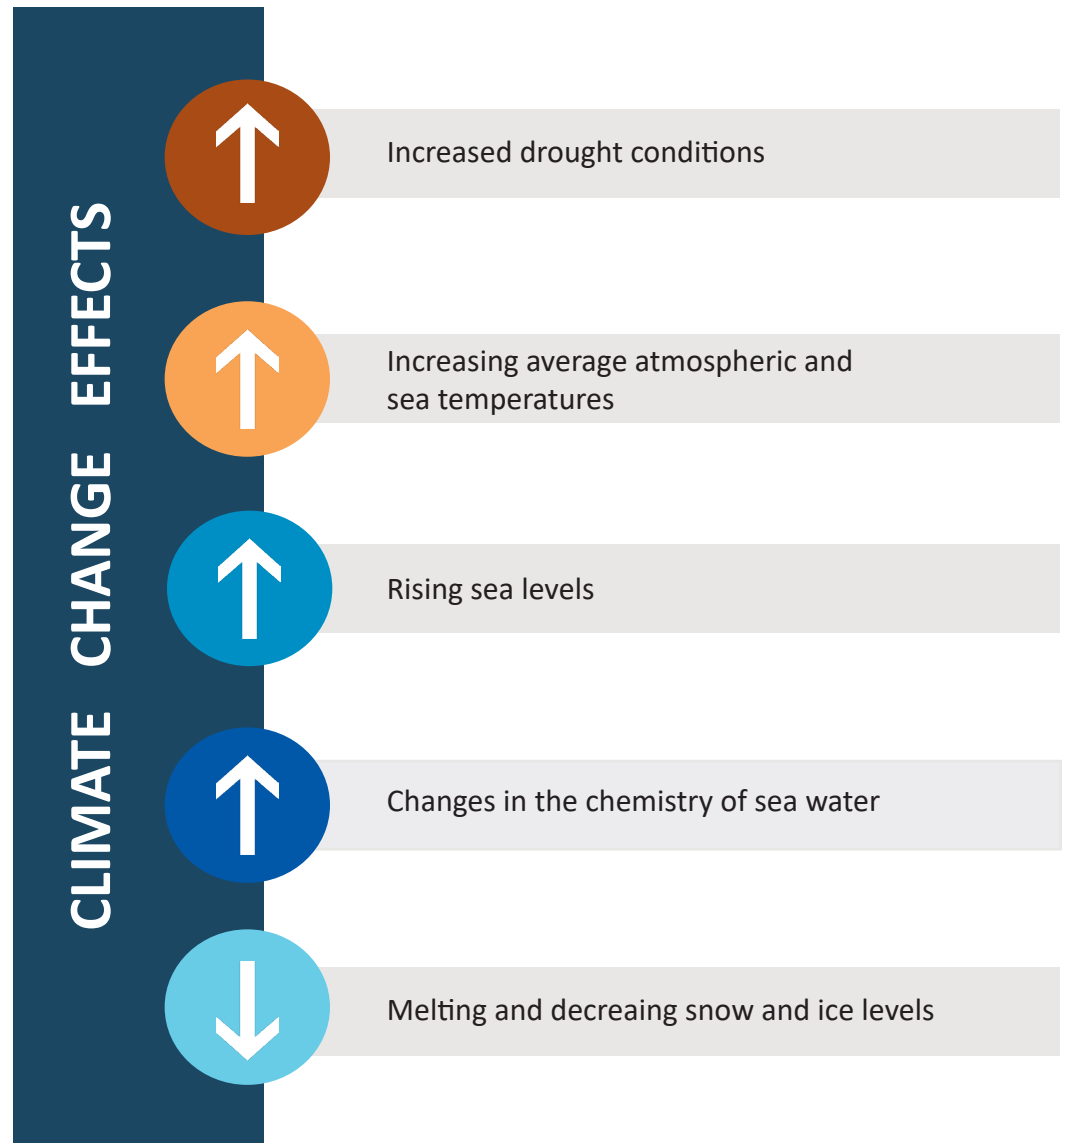 CLIMATE CHANGE EFFECTS
Increased drought conditions
Increasing average atmospheric and
sea temperatures
Rising sea levels
Changes in the chemistry of sea water
Melting and decreaing snow and ice levels